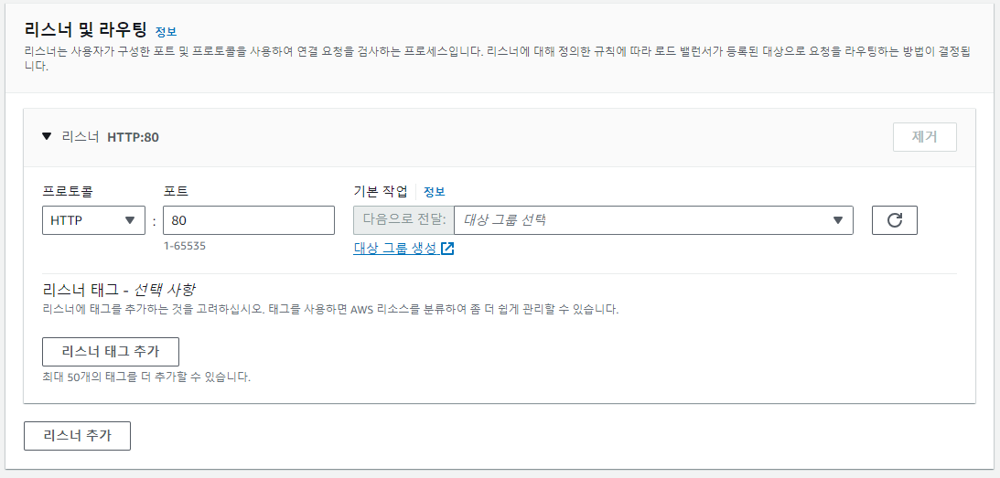 리스너 및 라우팅 정보
리스너는 사용자가 구성한 포트 및 프로토콜을 사용하여 연결 요청을 검사하는 프로세스입니다. 리스너에 대해 정의한 규칙에 따라 로드 밸런서가 등록된 대상으로 요청을 라우팅하는 방법이 결정됩
니다.
리스너 HTTP:80
제거
프로토콜 포트 기본 작업 정보
HTTP : 80 다음으로 전달: 대상 그룹 선택
1-65535
대상 그룹 생성
리스너 태그 - 선택 사항
리스너에 태그를 추가하는 것을 고려하십시오. 태그를 사용하면 AWS 리소스를 분류하여 좀 더 쉽게 관리할 수 있습니다.
리스너 태그 추가
최대 50개의 태그를 더 추가할 수 있습니다.
리스너 추가